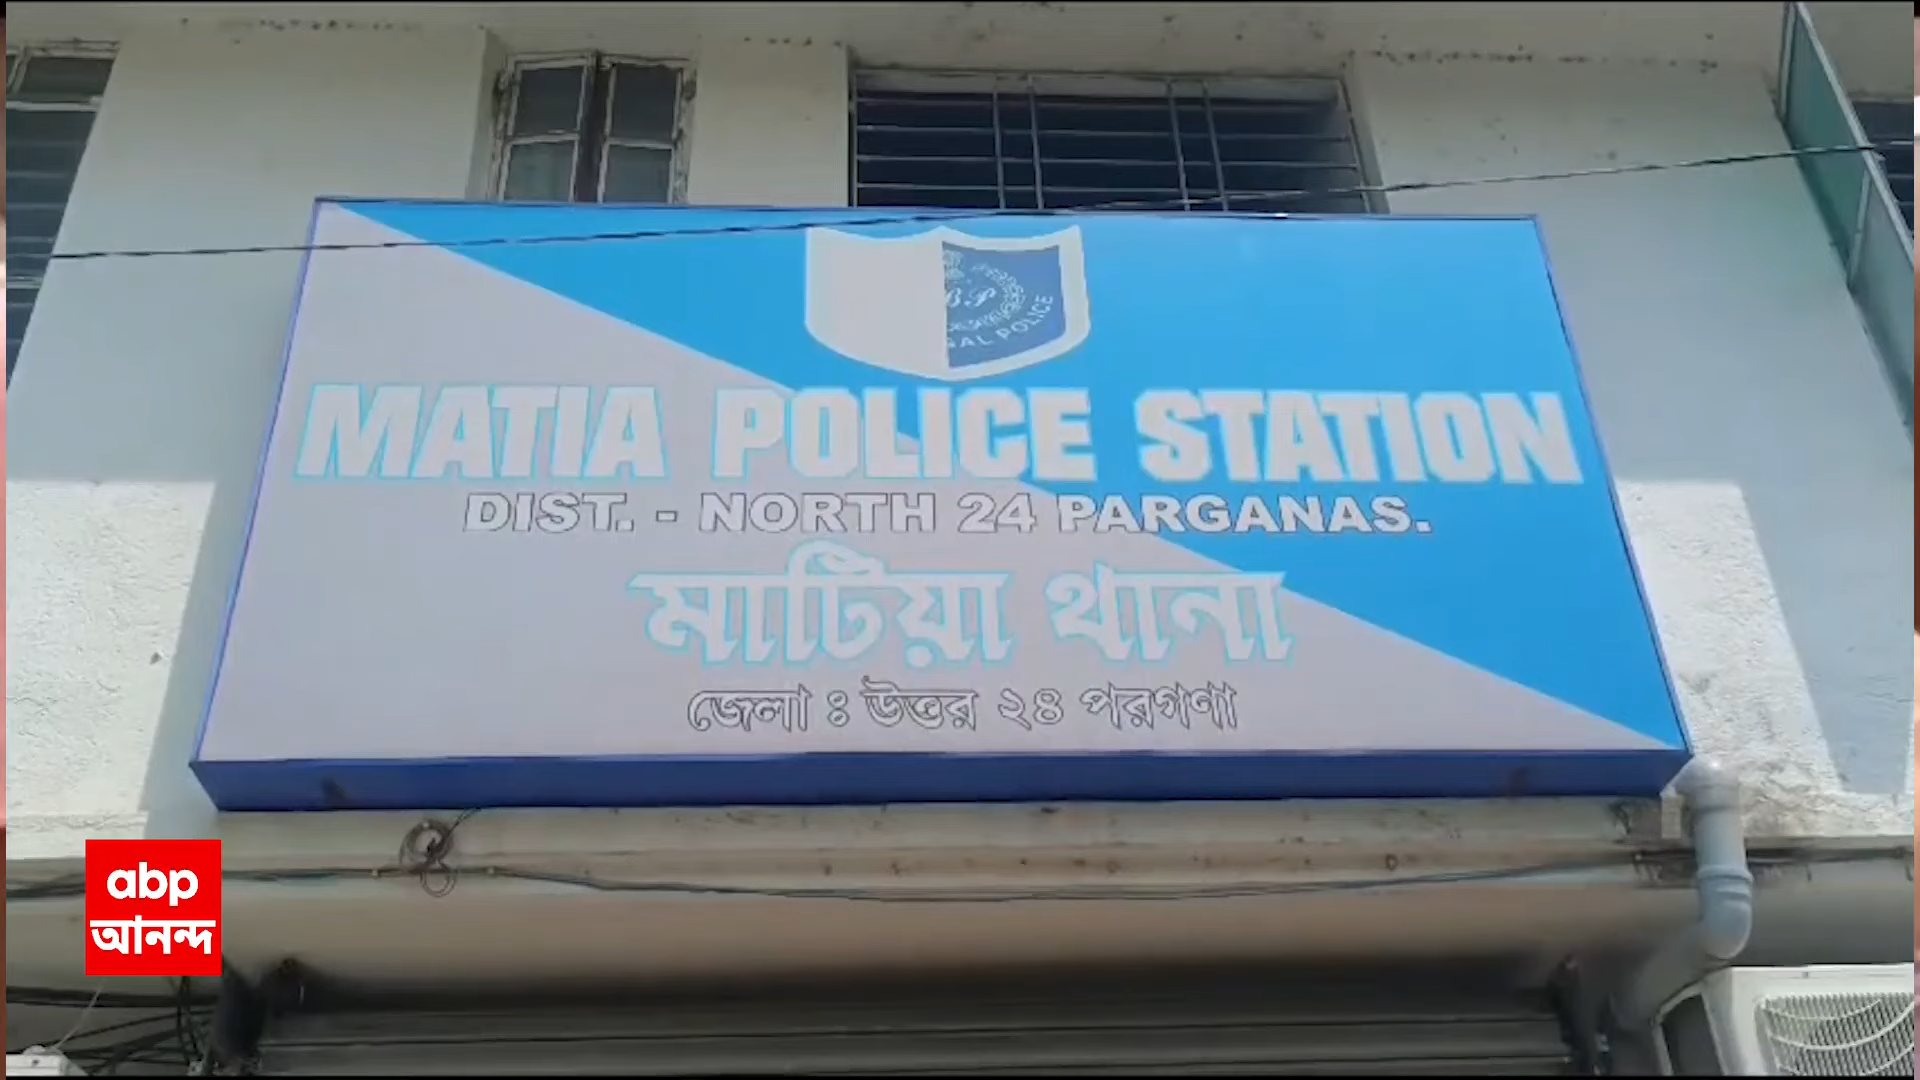 MATIA POLICE STATION
DIST. - NORTH 24 PARGANAS.
মাটিয়া থানা
জেলা ঃ উত্তর ২৪ পরগণা
abp
আনন্দ